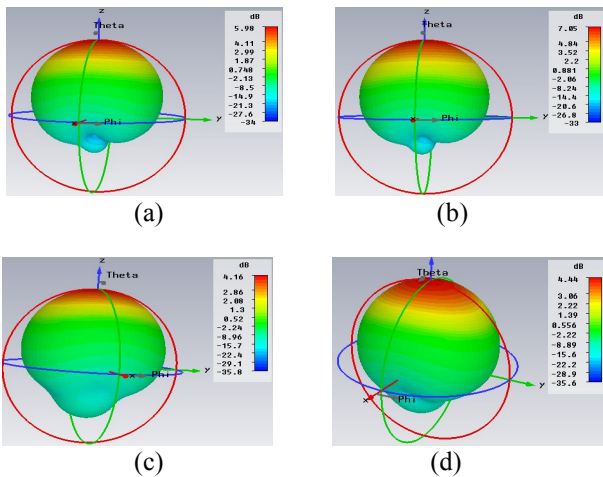 z
Theta
dB
5.98
4.11
2.99
1.87
0.748
-2.13
-8.5
-14.9
-21.3
-27.6
-34
x
Phi
y
(a)
z
Theta
dB
7.05
4.84
3.52
2.2
0.881
-2.06
-8.24
-14.4
-20.6
-26.8
-33
Phi
y
(b)
z
Theta
dB
4.16
2.86
2.08
1.3
0.52
-2.24
-8.96
-15.7
-22.4
-29.1
-35.8
x
Phi
y
(c)
Theta
dB
4.44
3.06
2.22
1.39
0.556
-2.22
-8.89
-15.6
-22.2
-28.9
-35.6
x
Phi
y
(d)